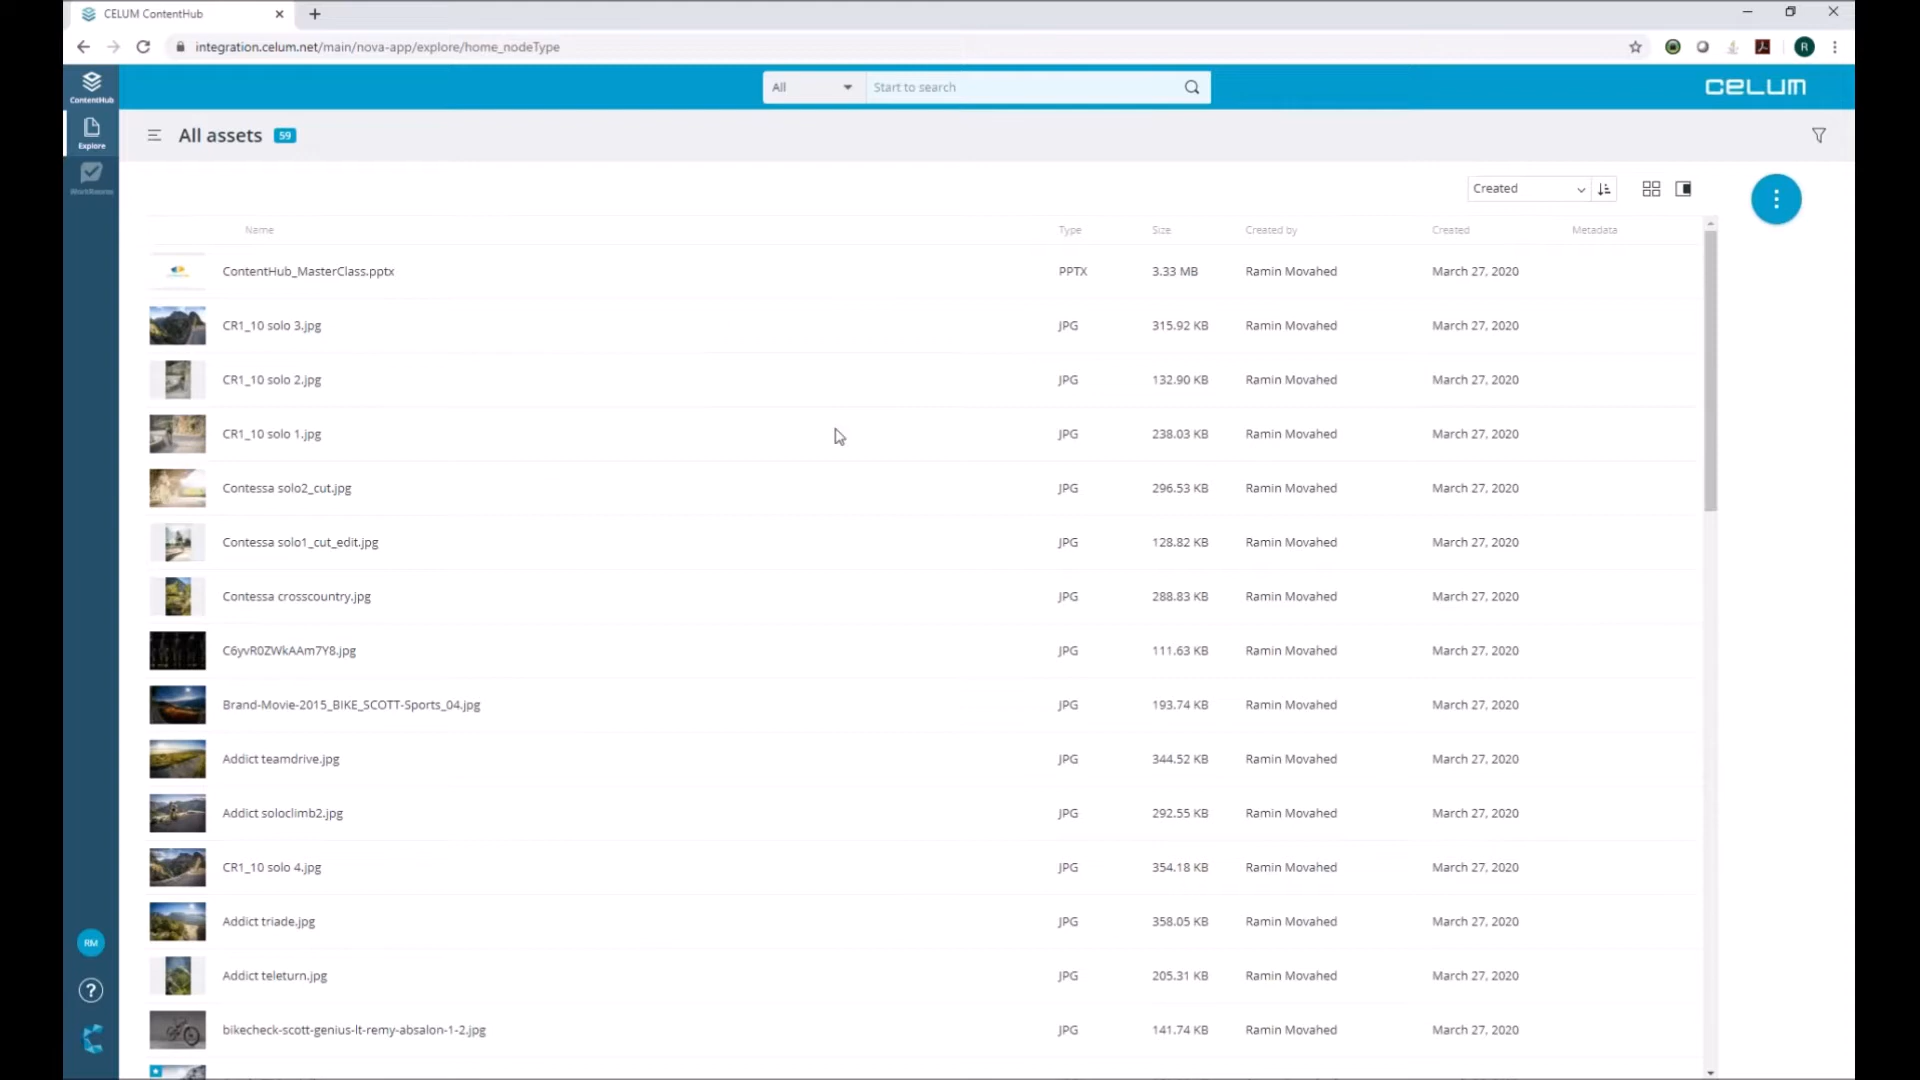 CELUM ContentHub
integration.celum.net/main/nova-app/explore/home_nodeType
R
ContentHub
All
Start to search
CELUM
Explore
All assets 59
WorkRooms
Created
Name Type Size Created by Created Metadata
ContentHub_MasterClass.pptx PPTX 3.33 MB Ramin Movahed March 27, 2020
CR1_10 solo 3.jpg JPG 315.92 KB Ramin Movahed March 27, 2020
CR1_10 solo 2.jpg JPG 132.90 KB Ramin Movahed March 27, 2020
CR1_10 solo 1.jpg JPG 238.03 KB Ramin Movahed March 27, 2020
Contessa solo2_cut.jpg JPG 296.53 KB Ramin Movahed March 27, 2020
Contessa solo1_cut_edit.jpg JPG 128.82 KB Ramin Movahed March 27, 2020
Contessa crosscountry.jpg JPG 288.83 KB Ramin Movahed March 27, 2020
C6yvR0ZWkAAm7Y8.jpg JPG 111.63 KB Ramin Movahed March 27, 2020
Brand-Movie-2015_BIKE_SCOTT-Sports_04.jpg JPG 193.74 KB Ramin Movahed March 27, 2020
Addict teamdrive.jpg JPG 344.52 KB Ramin Movahed March 27, 2020
Addict soloclimb2.jpg JPG 292.55 KB Ramin Movahed March 27, 2020
CR1_10 solo 4.jpg JPG 354.18 KB Ramin Movahed March 27, 2020
Addict triade.jpg JPG 358.05 KB Ramin Movahed March 27, 2020
RM
Addict teleturn.jpg JPG 205.31 KB Ramin Movahed March 27, 2020
?
bikecheck-scott-genius-lt-remy-absalon-1-2.jpg JPG 141.74 KB Ramin Movahed March 27, 2020